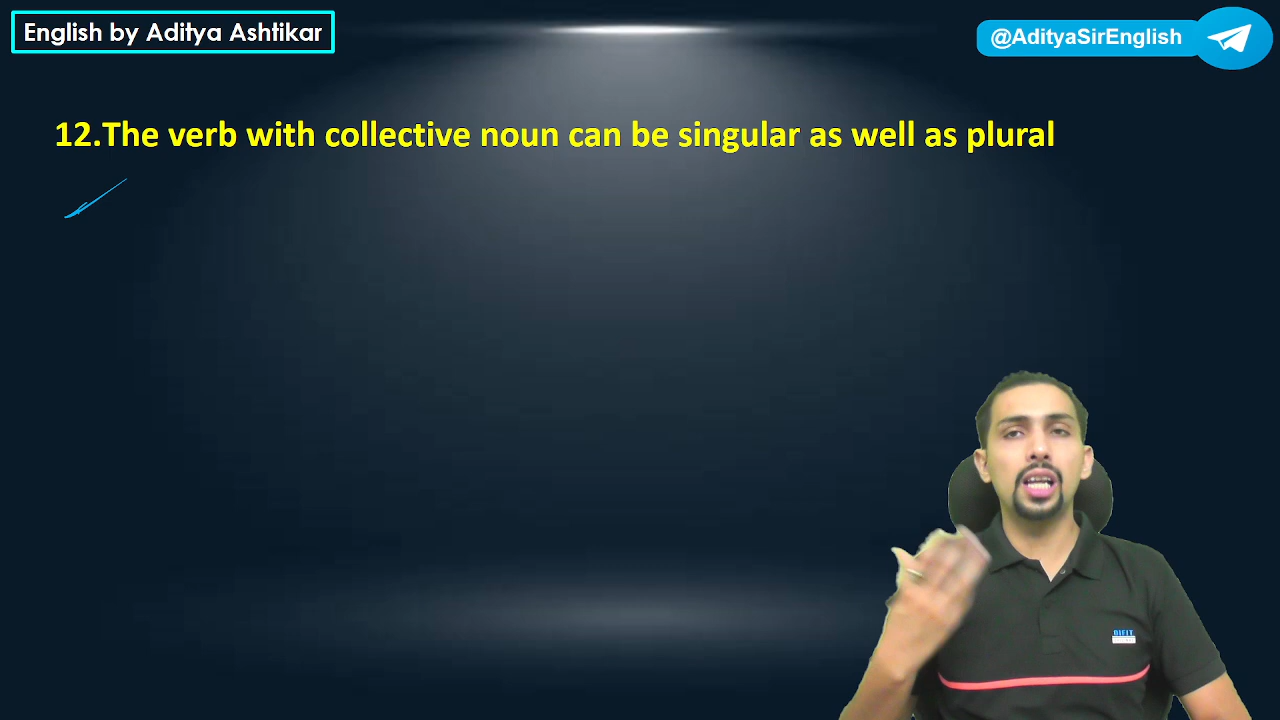 English by Aditya Ashtikar
@AdityaSirEnglish
12.The verb with collective noun can be singular as well as plural